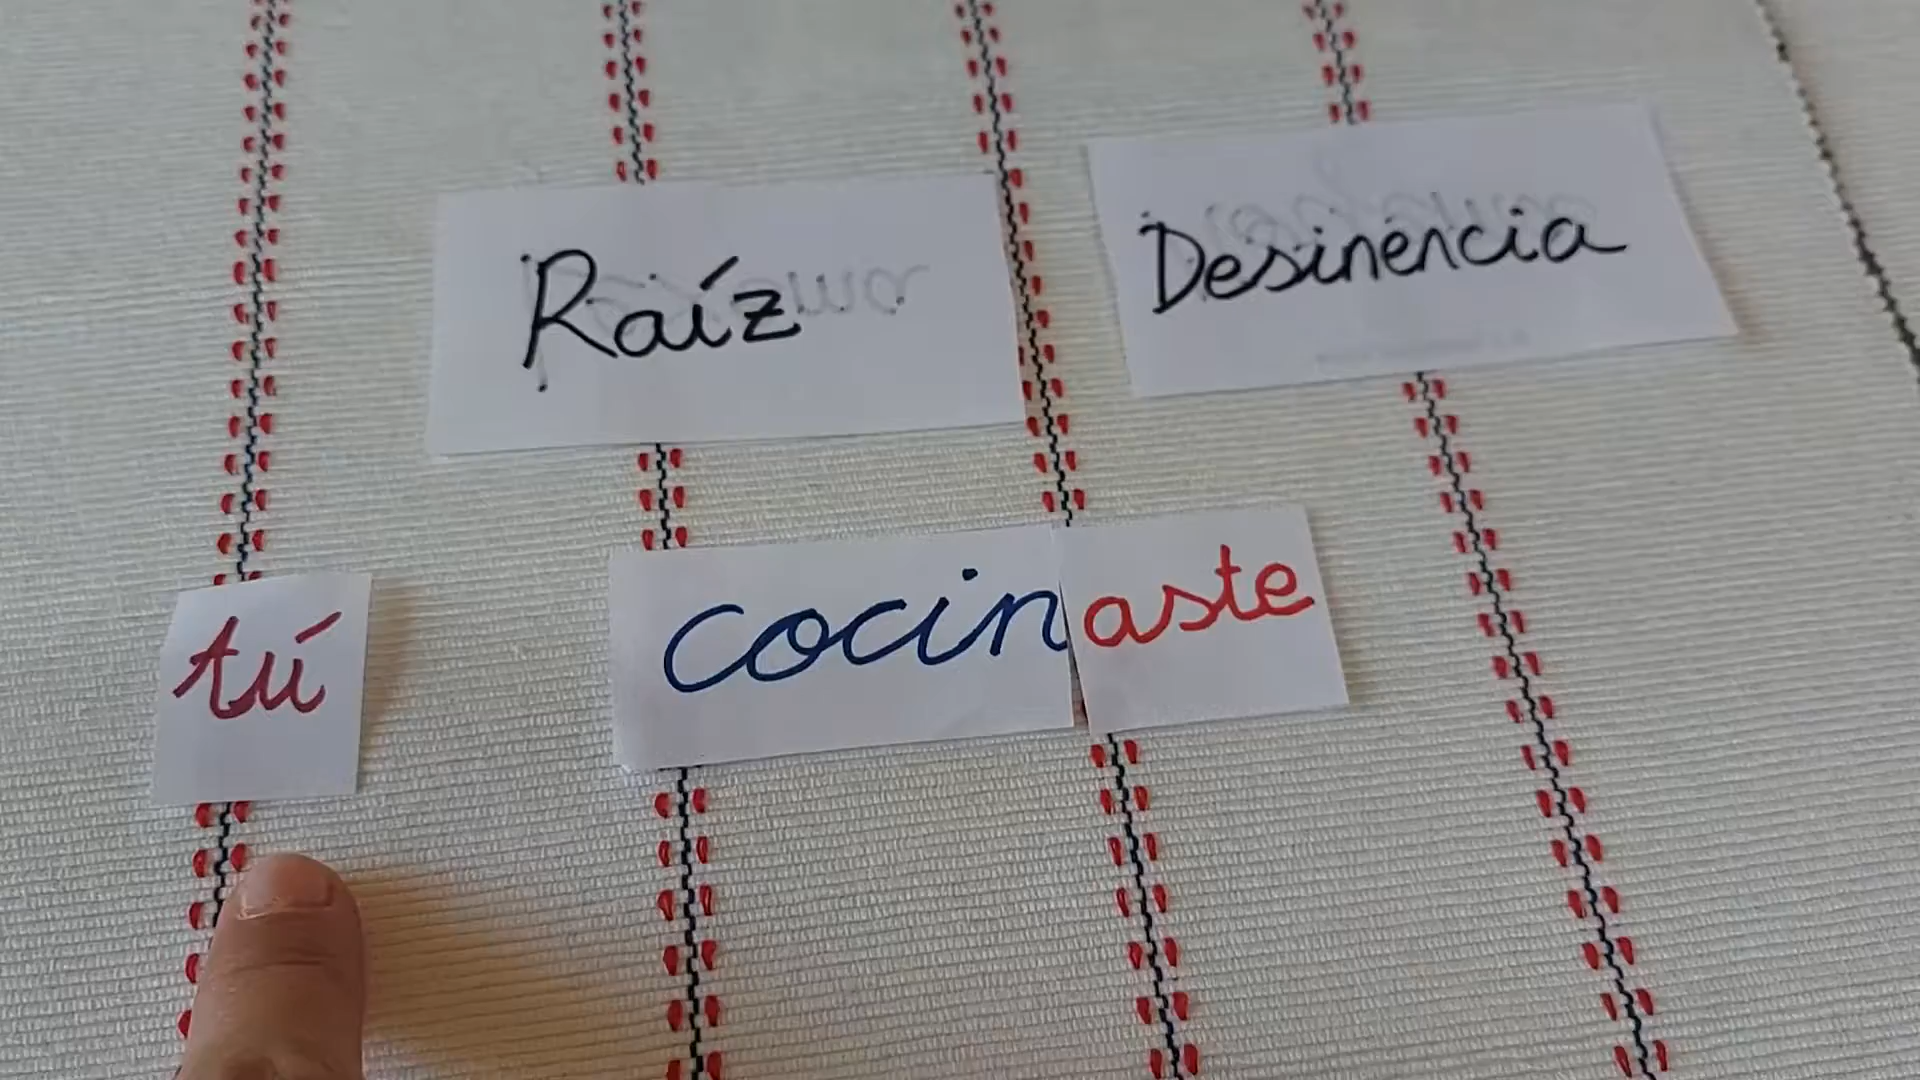 Raíz
Desinencia
tú
cocinaste